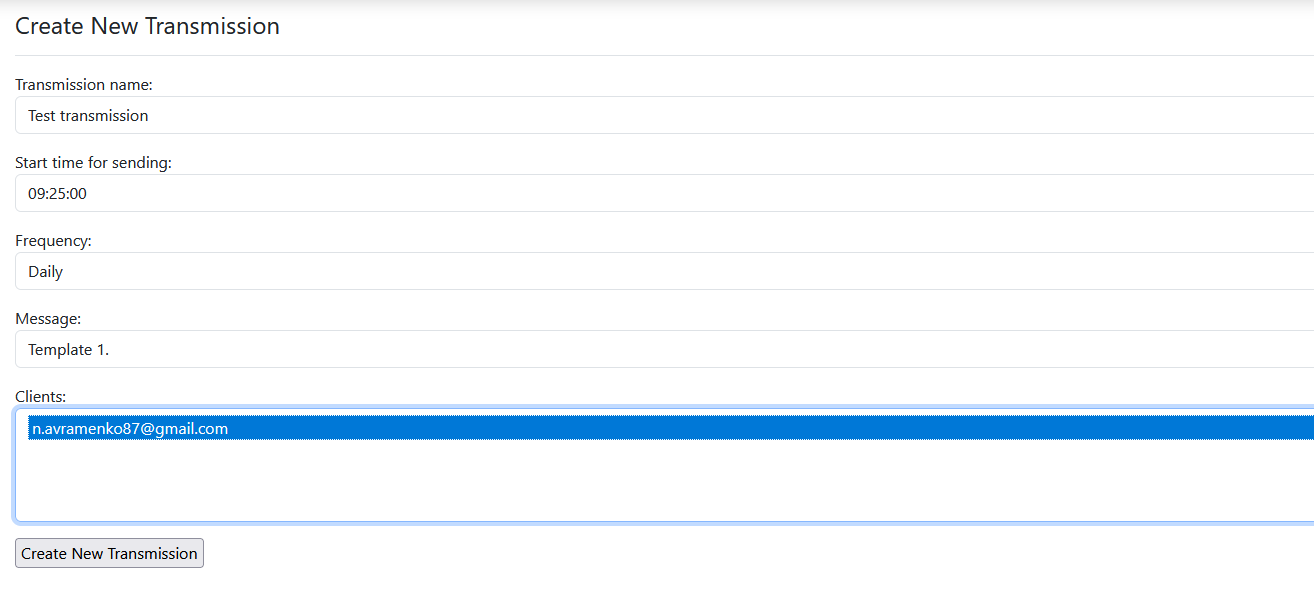 Create New Transmission
Transmission name:
Test transmission
Start time for sending:
09:25:00
Frequency:
Daily
Message:
Template 1.
Clients:
n.avramenko87@gmail.com
Create New Transmission